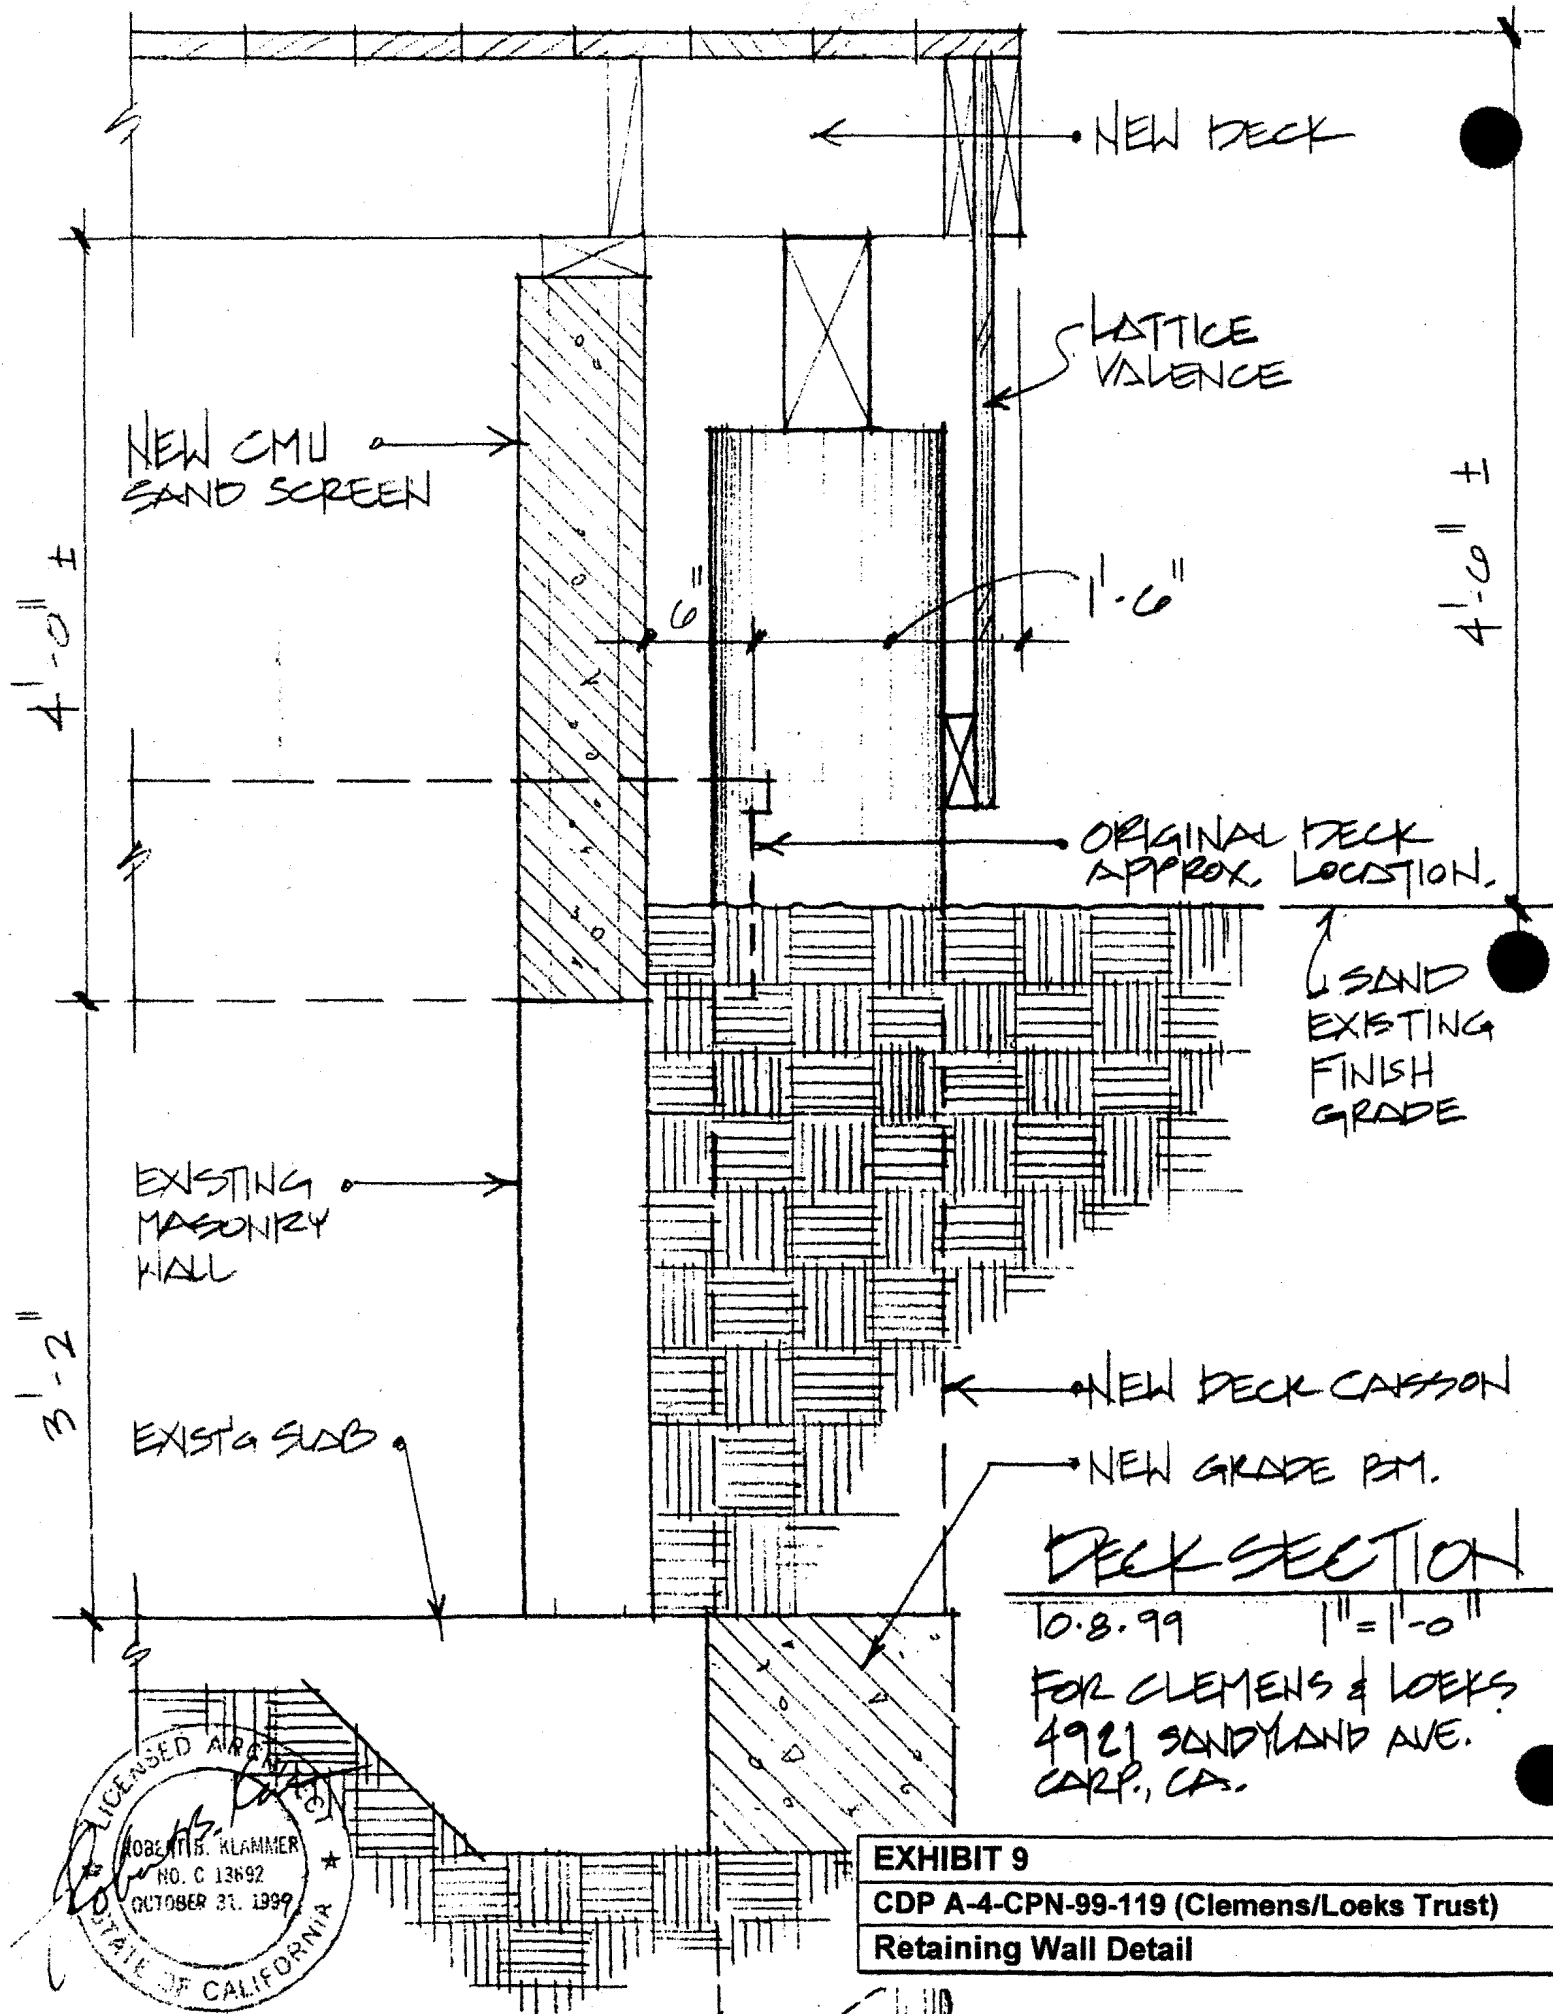 NEW DECK
LATTICE
VALENCE
NEW CMU
SAND SCREEN
4'-0" ±
6"
1'-6"
4'-6" ±
ORIGINAL DECK
APPROX. LOCATION.
SAND
EXISTING
FINISH
GRADE
EXISTING
MASONRY
WALL
3'-2"
NEW DECK CAISSON
EXIST'G SLAB
NEW GRADE BM.
DECK SECTION
10.8.99 1"=1'-0"
FOR CLEMENS & LOEKS
4921 SANDYLAND AVE.
CARP., CA.
LICENSED ARCHITECT
ROBERT B. KLAMMER
NO. C 13692
OCTOBER 31, 1999
STATE OF CALIFORNIA
EXHIBIT 9
CDP A-4-CPN-99-119 (Clemens/Loeks Trust)
Retaining Wall Detail